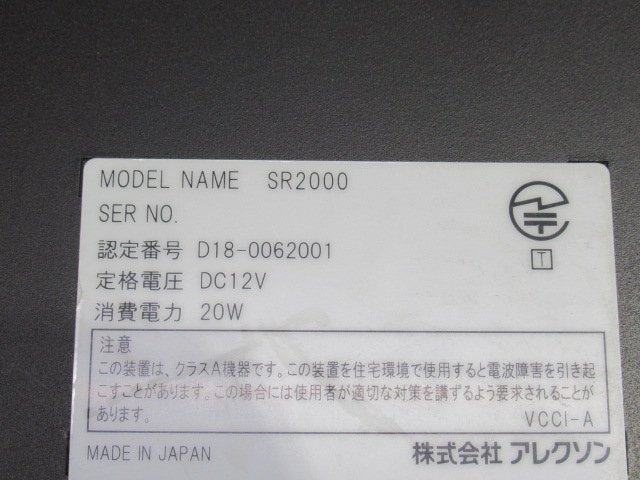 MODEL NAME SR2000
SER NO.
認定番号 D18-0062001
T
定格電圧 DC12V
消費電力 20W
注意
この装置は、クラスA機器です。この装置を住宅環境で使用すると電波障害を引き起
こすことがあります。この場合には使用者が適切な対策を講ずるよう要求されることが
あります。
VCCI-A
MADE IN JAPAN
株式会社 アレクソン